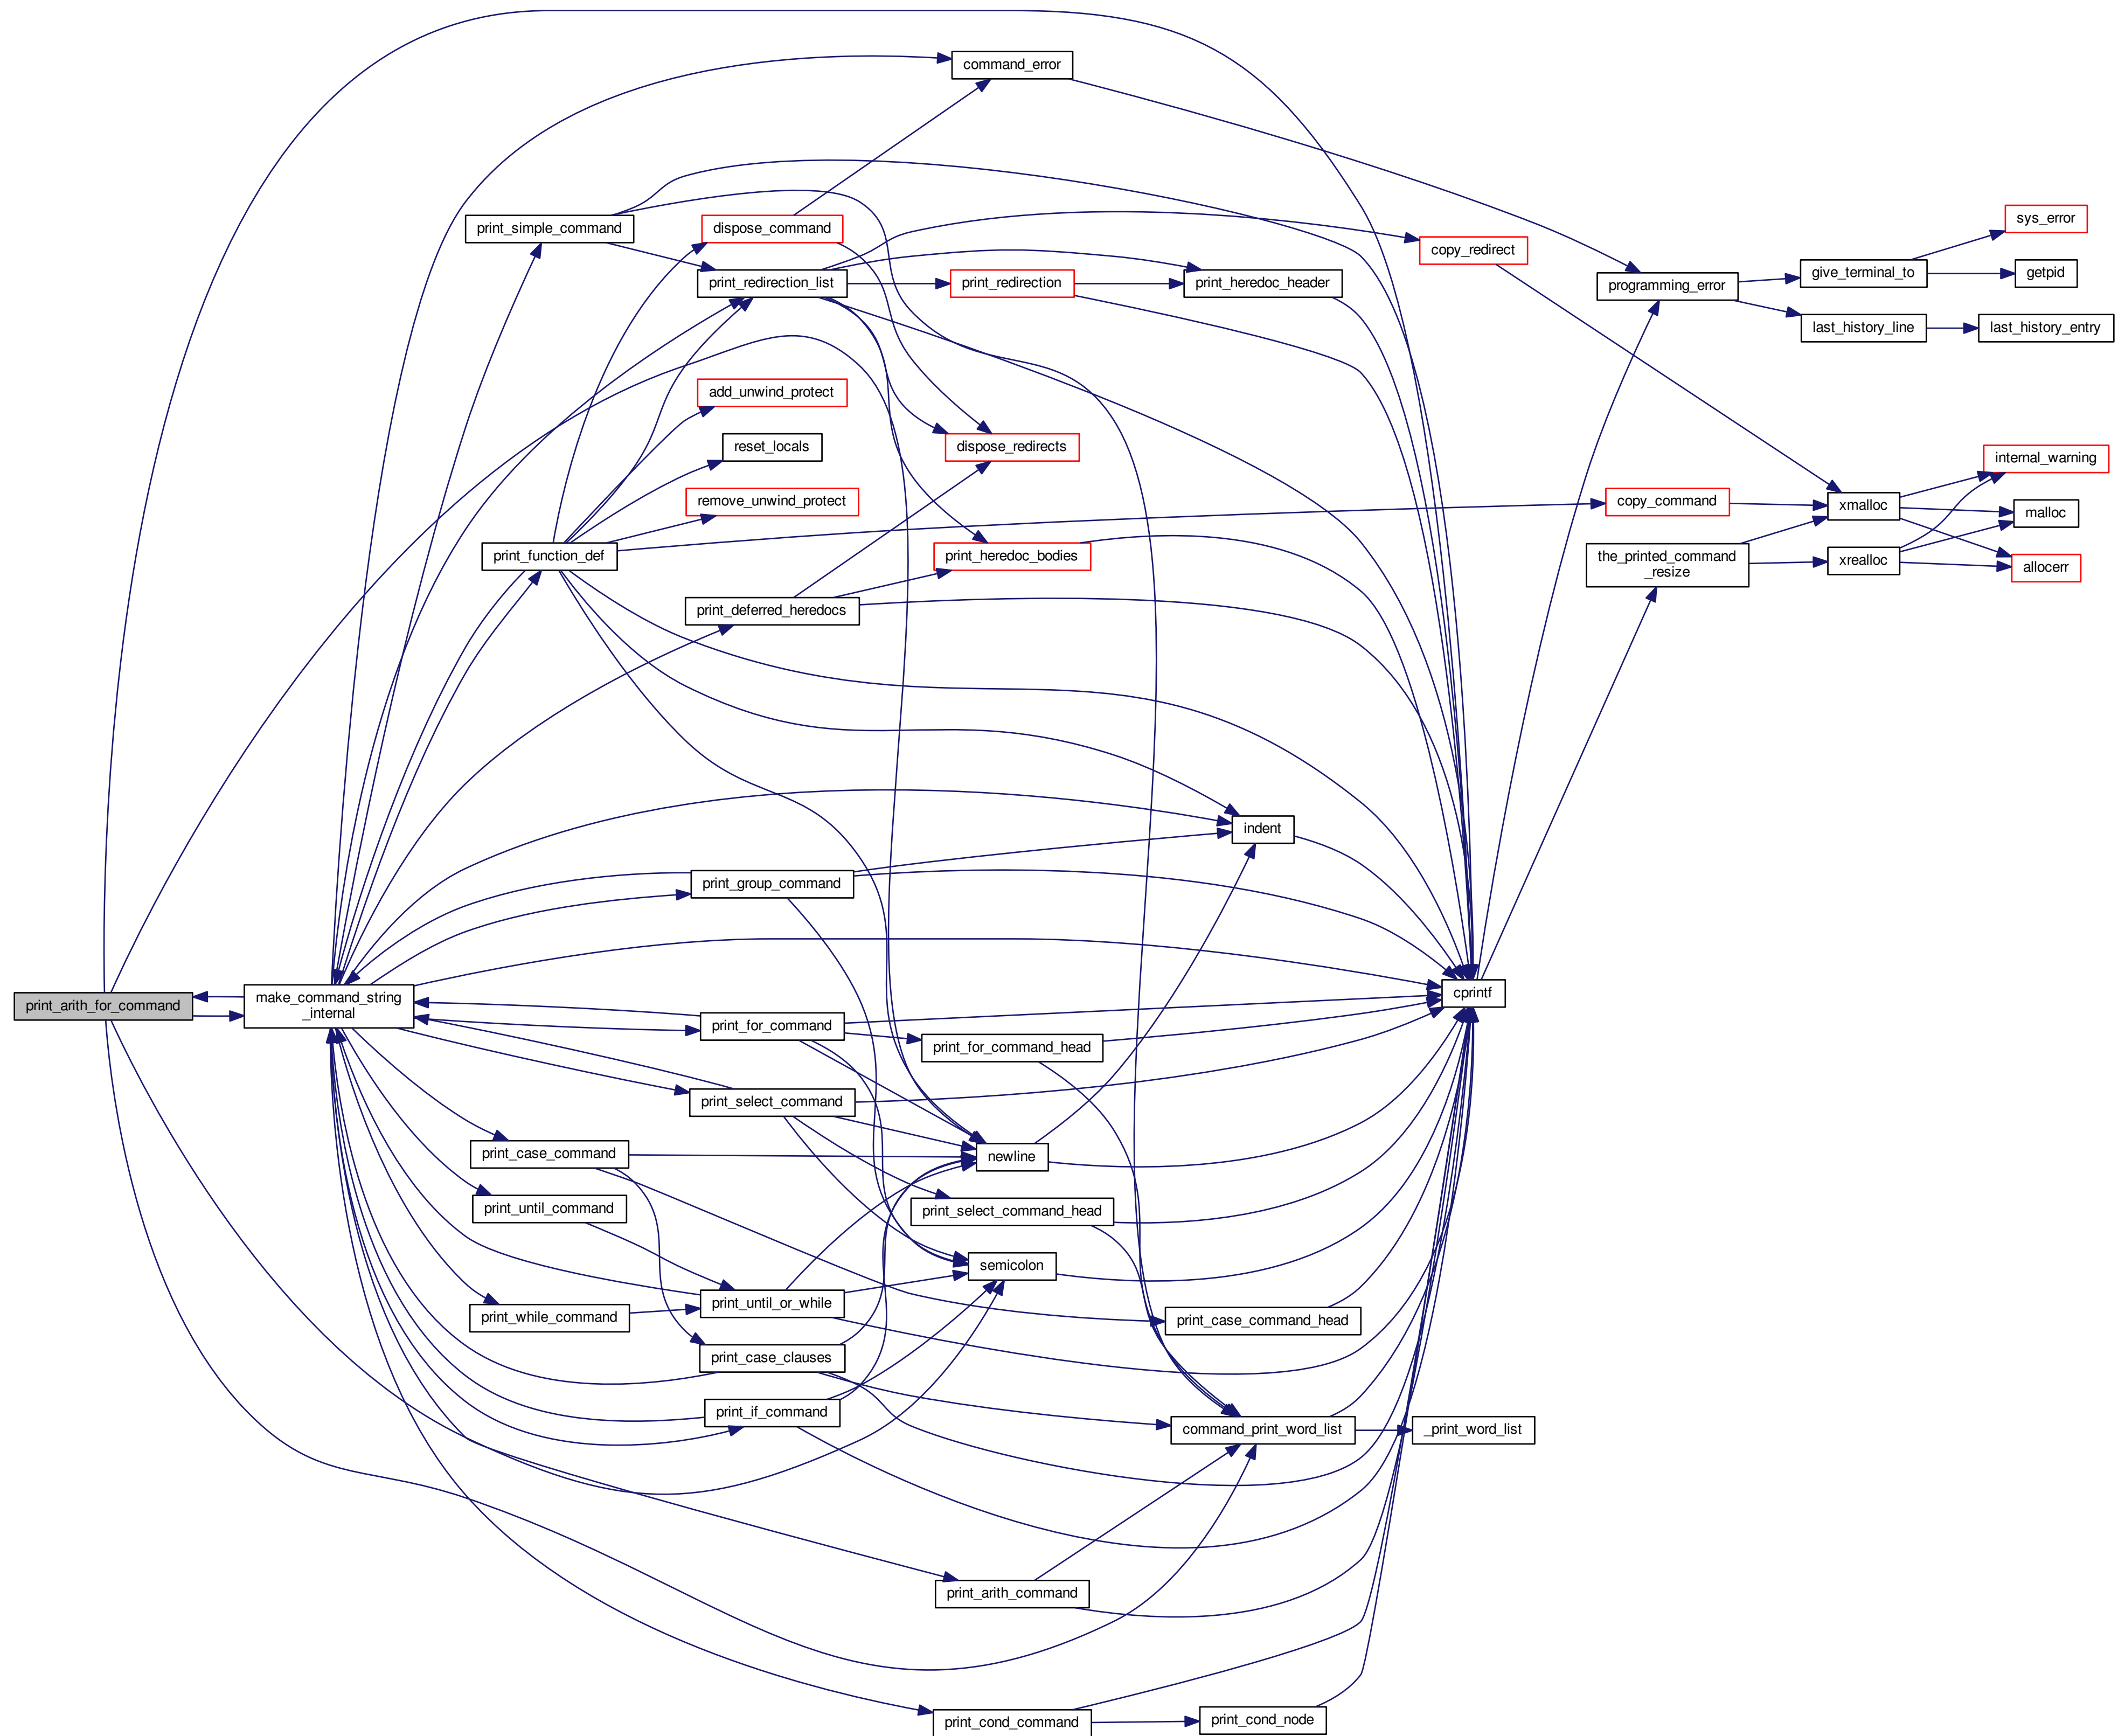 command_error
print_simple_command
dispose_command
sys_error
copy_redirect
print_redirection_list
print_redirection
print_heredoc_header
programming_error
give_terminal_to
getpid
last_history_line
last_history_entry
add_unwind_protect
reset_locals
dispose_redirects
internal_warning
remove_unwind_protect
copy_command
xmalloc
malloc
print_function_def
print_heredoc_bodies
the_printed_command
_resize
xrealloc
allocerr
print_deferred_heredocs
indent
print_group_command
print_arith_for_command
make_command_string
_internal
cprintf
print_for_command
print_for_command_head
print_select_command
print_case_command
newline
print_until_command
print_select_command_head
semicolon
print_while_command
print_until_or_while
print_case_command_head
print_case_clauses
print_if_command
command_print_word_list
_print_word_list
print_arith_command
print_cond_command
print_cond_node